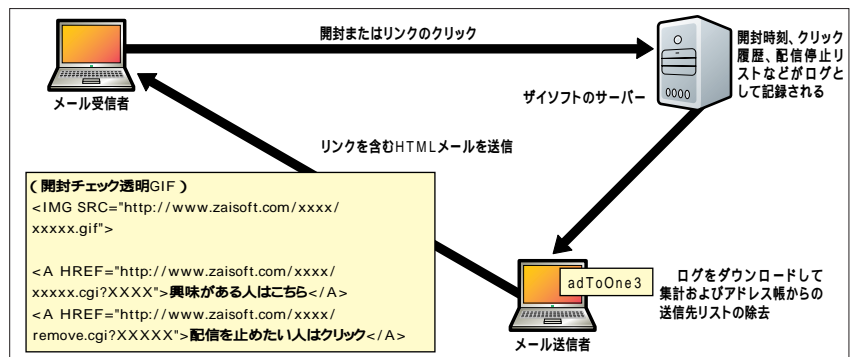 開封またはリンクのクリック
開封時刻、クリック
履歴、配信停止リ
ストなどがログと
して記録される
メール受信者
ザイソフトのサーバー
リンクを含むHTMLメールを送信
(開封チェック透明GIF)
<IMG SRC="http://www.zaisoft.com/xxxx/
xxxxx.gif">
<A HREF="http://www.zaisoft.com/xxxx/
xxxxx.cgi?XXXX">興味がある人はこちら</A>
<A HREF="http://www.zaisoft.com/xxxx/
remove.cgi?XXXXX">配信を止めたい人はクリック</A>
adToOne3
ログをダウンロードして
集計およびアドレス帳からの
送信先リストの除去
メール送信者